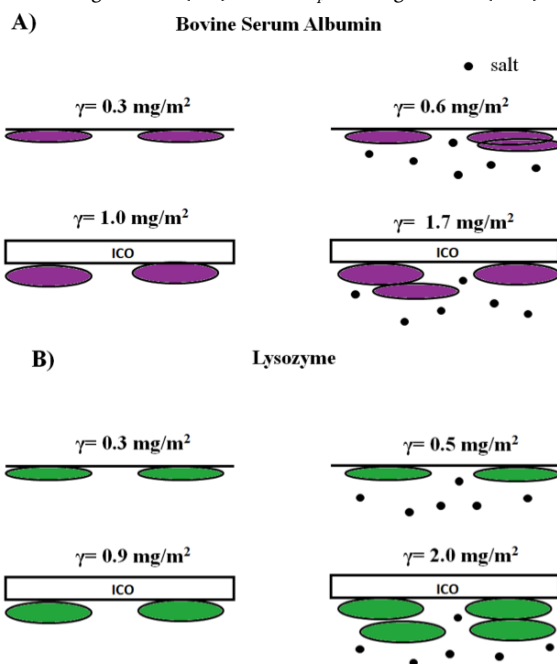 A)
Bovine Serum Albumin
salt
γ= 0.3 mg/m²
γ= 0.6 mg/m²
γ= 1.0 mg/m²
γ= 1.7 mg/m²
ICO
ICO
B)
Lysozyme
γ= 0.3 mg/m²
γ= 0.5 mg/m²
γ= 0.9 mg/m²
γ= 2.0 mg/m²
ICO
ICO